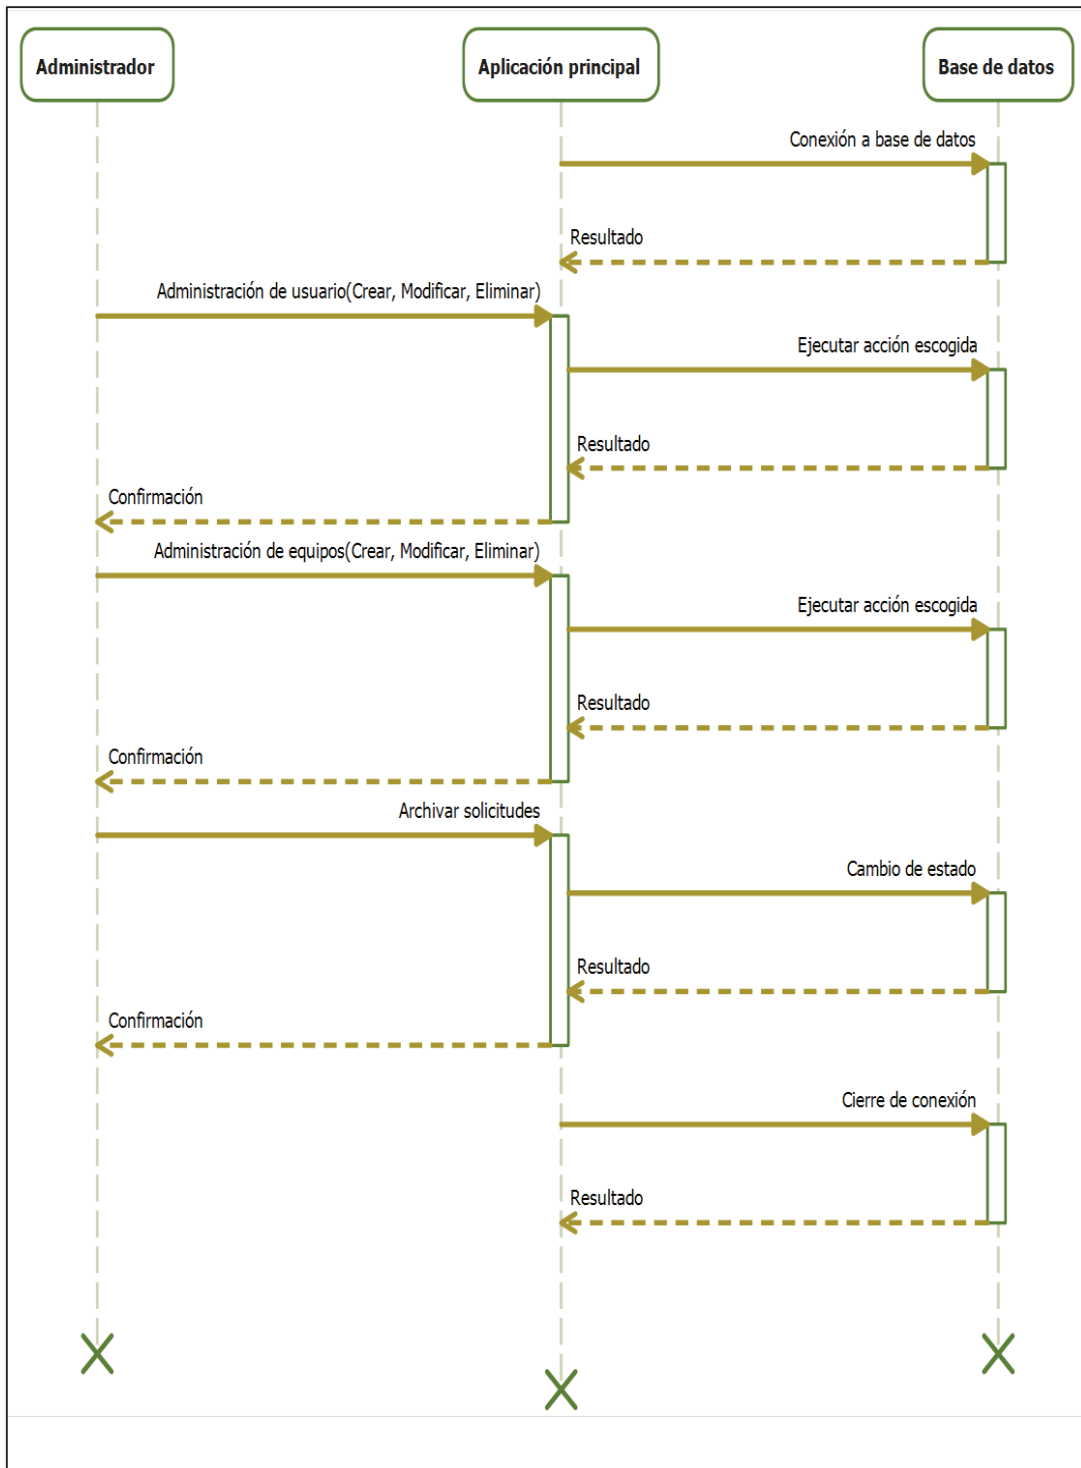 Administrador
Aplicación principal
Base de datos
Conexión a base de datos
Resultado
Administración de usuario(Crear, Modificar, Eliminar)
Ejecutar acción escogida
Resultado
Confirmación
Administración de equipos(Crear, Modificar, Eliminar)
Ejecutar acción escogida
Resultado
Confirmación
Archivar solicitudes
Cambio de estado
Resultado
Confirmación
Cierre de conexión
Resultado